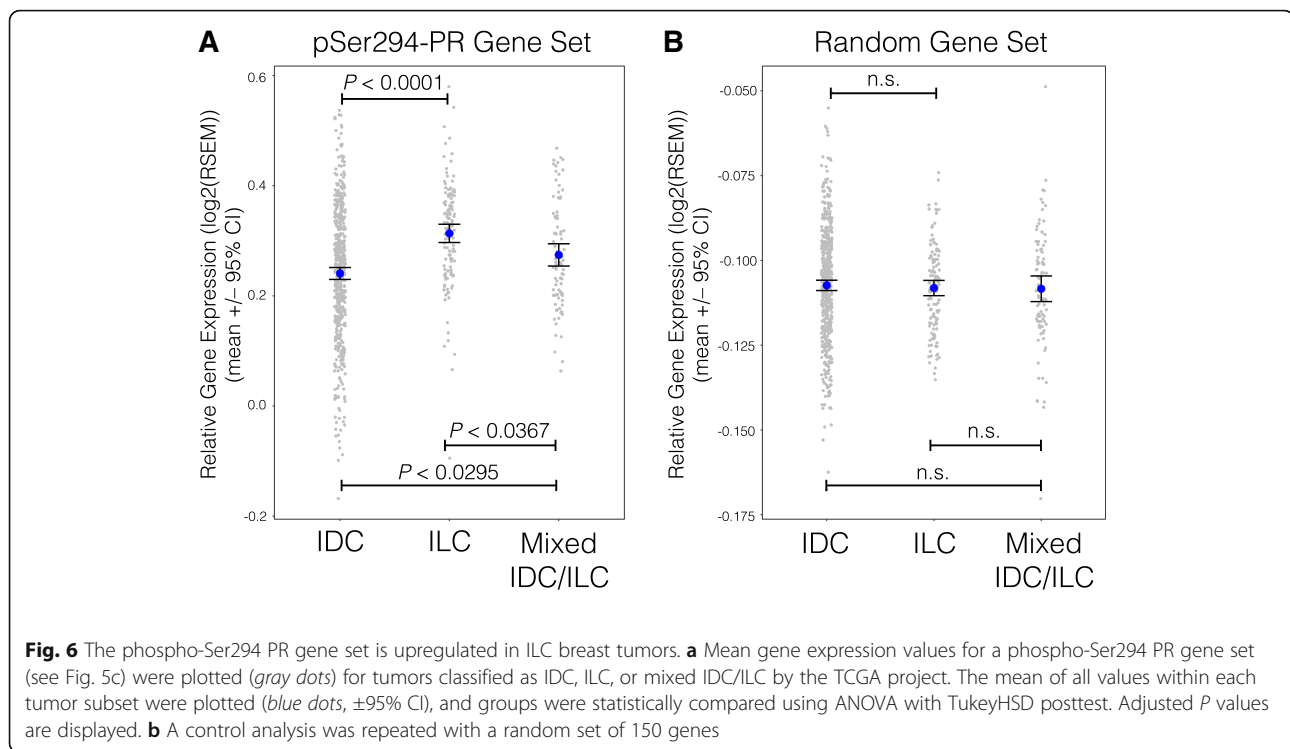 A
pSer294-PR Gene Set
Relative Gene Expression (log2(RSEM))
(mean +/– 95% CI)
0.6
0.4
0.2
0.0
-0.2
P < 0.0001
P < 0.0367
P < 0.0295
IDC
ILC
Mixed
IDC/ILC
B
Random Gene Set
Relative Gene Expression (log2(RSEM))
(mean +/– 95% CI)
-0.050
-0.075
-0.100
-0.125
-0.150
-0.175
n.s.
n.s.
n.s.
IDC
ILC
Mixed
IDC/ILC
Fig. 6 The phospho-Ser294 PR gene set is upregulated in ILC breast tumors. a Mean gene expression values for a phospho-Ser294 PR gene set
(see Fig. 5c) were plotted (gray dots) for tumors classified as IDC, ILC, or mixed IDC/ILC by the TCGA project. The mean of all values within each
tumor subset were plotted (blue dots, ±95% CI), and groups were statistically compared using ANOVA with TukeyHSD posttest. Adjusted P values
are displayed. b A control analysis was repeated with a random set of 150 genes